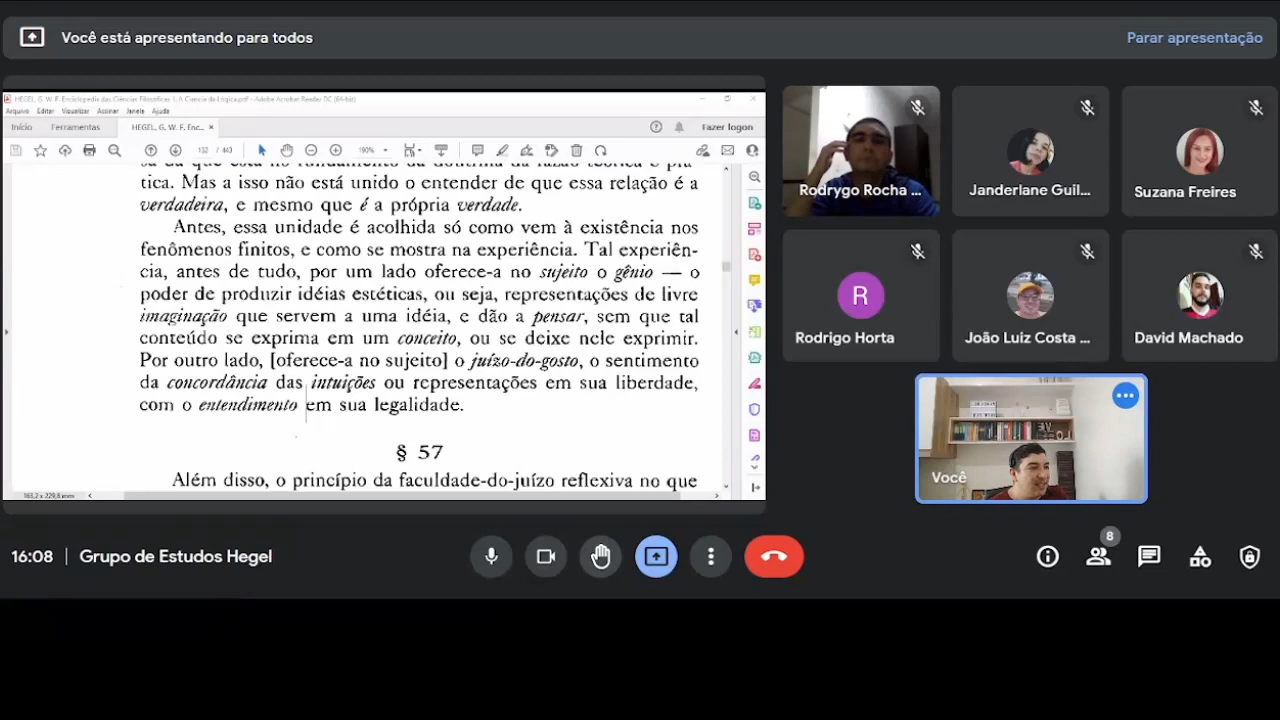 Você está apresentando para todos
Parar apresentação
HEGEL, G. W. F. Enciclopédia das Ciências Filosóficas 1. A Ciencia da Lógica.pdf - Adobe Acrobat Reader DC (64-bit)
Arquivo Editar Visualizar Assinar Janela Ajuda
Início Ferramentas HEGEL, G. W. F. Enc... × Fazer logon
132 / 443 190%
tica. Mas a isso não está unido o entender de que essa relação é a
verdadeira, e mesmo que é a própria verdade.
Antes, essa unidade é acolhida só como vem à existência nos
fenômenos finitos, e como se mostra na experiência. Tal experiên-
cia, antes de tudo, por um lado oferece-a no sujeito o gênio — o
poder de produzir idéias estéticas, ou seja, representações de livre
imaginação que servem a uma idéia, e dão a pensar, sem que tal
conteúdo se exprima em um conceito, ou se deixe nele exprimir.
Por outro lado, [oferece-a no sujeito] o juízo-do-gosto, o sentimento
da concordância das intuições ou representações em sua liberdade,
com o entendimento em sua legalidade.
§ 57
Além disso, o princípio da faculdade-do-juízo reflexiva no que
163,2 x 229,8 mm
Rodrygo Rocha ...
Janderlane Guil...
Suzana Freires
R
Rodrigo Horta
João Luiz Costa ...
David Machado
Você
16:08 | Grupo de Estudos Hegel
8